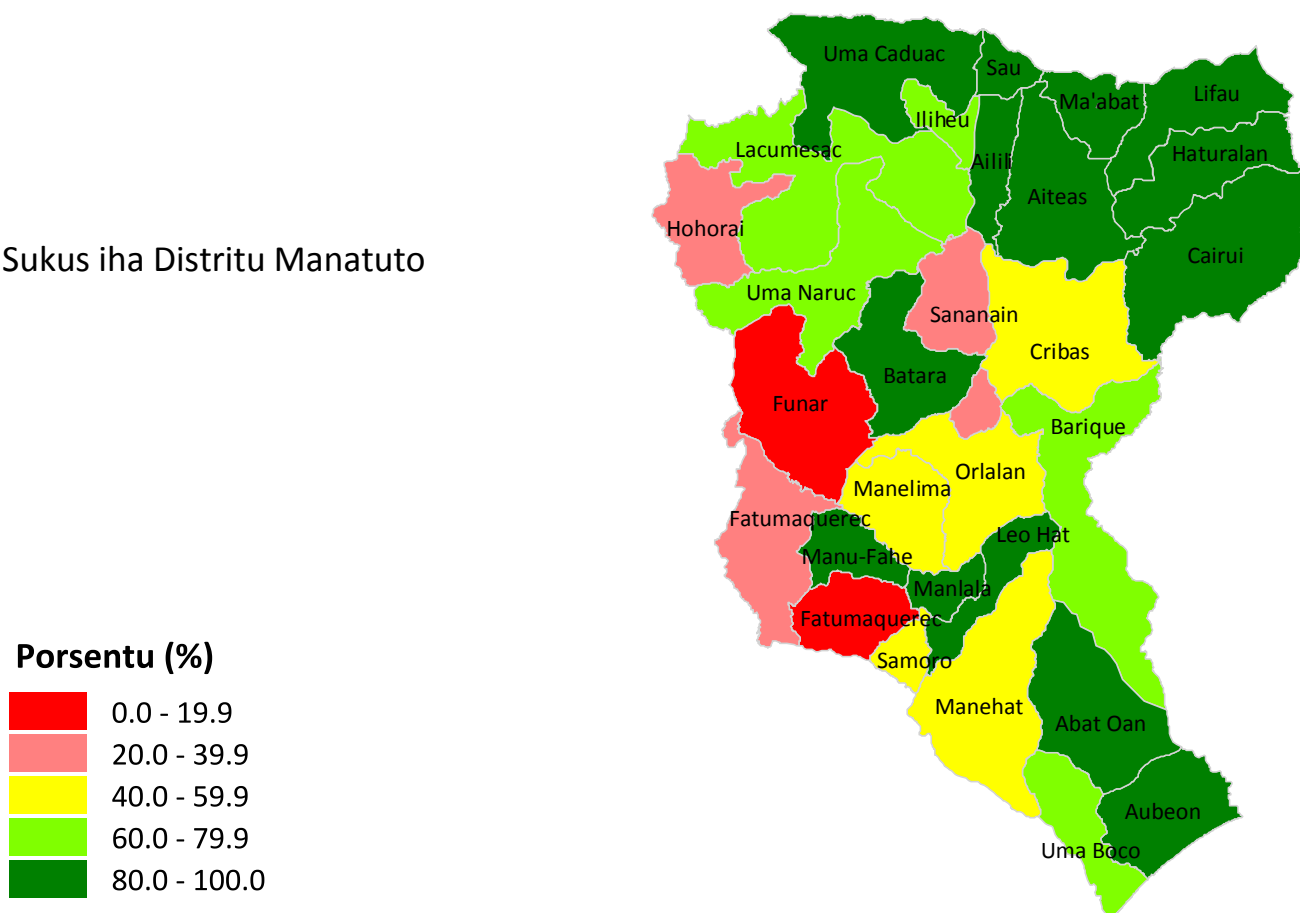 Uma Caduac
Sau
Ma'abat
Lifau
Iliheu
Lacumesac
Ailili
Haturalan
Aiteas
Hohorai
Cairui
Sukus iha Distritu Manatuto
Uma Naruc
Sananain
Cribas
Batara
Funar
Barique
Orlalan
Manelima
Fatumaquerec
Leo Hat
Manu-Fahe
Manlala
Fatumaquerec
Samoro
Manehat
Abat Oan
Aubeon
Uma Boco
Porsentu (%)
0.0 - 19.9
20.0 - 39.9
40.0 - 59.9
60.0 - 79.9
80.0 - 100.0